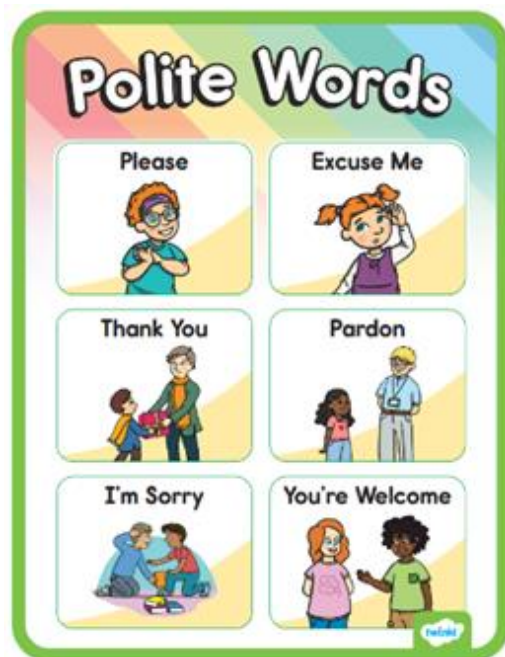 Polite Words
Please
Excuse Me
Thank You
Pardon
I'm Sorry
You're Welcome
twinkl